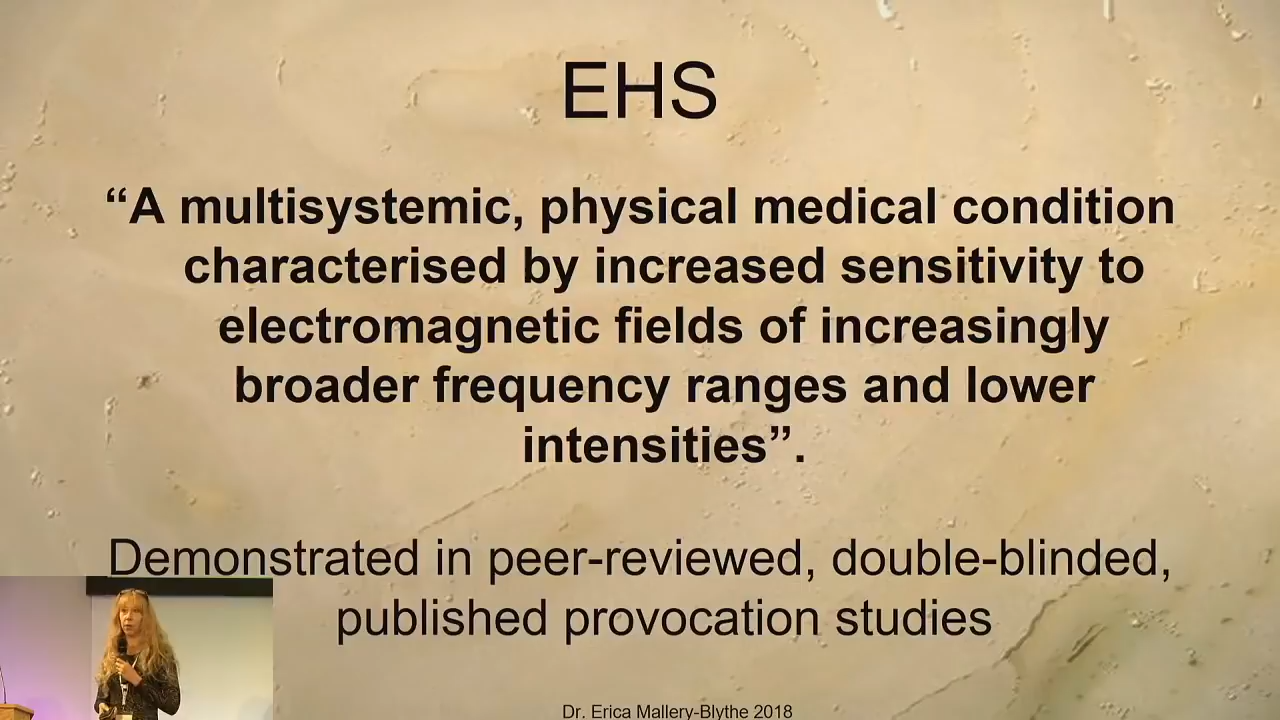 EHS
“A multisystemic, physical medical condition
characterised by increased sensitivity to
electromagnetic fields of increasingly
broader frequency ranges and lower
intensities”.
Demonstrated in peer-reviewed, double-blinded,
published provocation studies
Dr. Erica Mallery-Blythe 2018